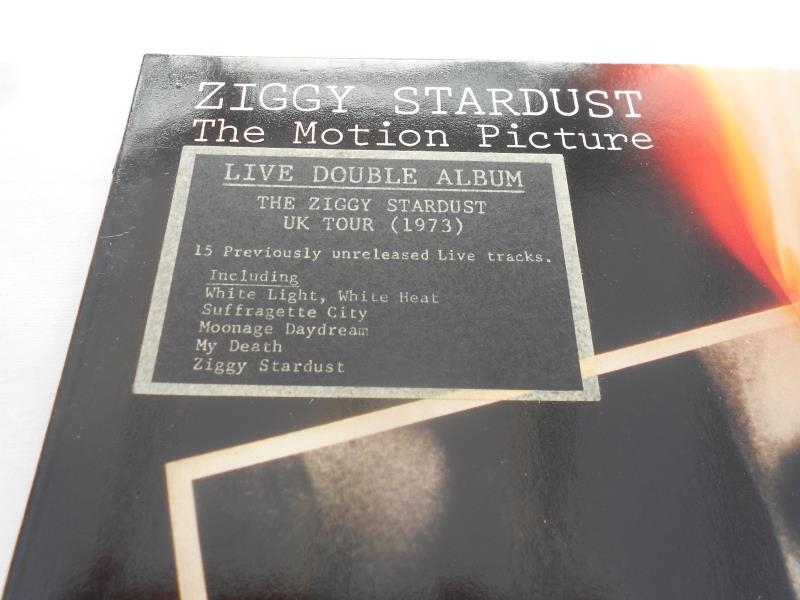 ZIGGY STARDUST
The Motion Picture
LIVE DOUBLE ALBUM
THE ZIGGY STARDUST
UK TOUR (1973)
15 Previously unreleased Live tracks.
Including
White Light, White Heat
Suffragette City
Moonage Daydream
My Death
Ziggy Stardust